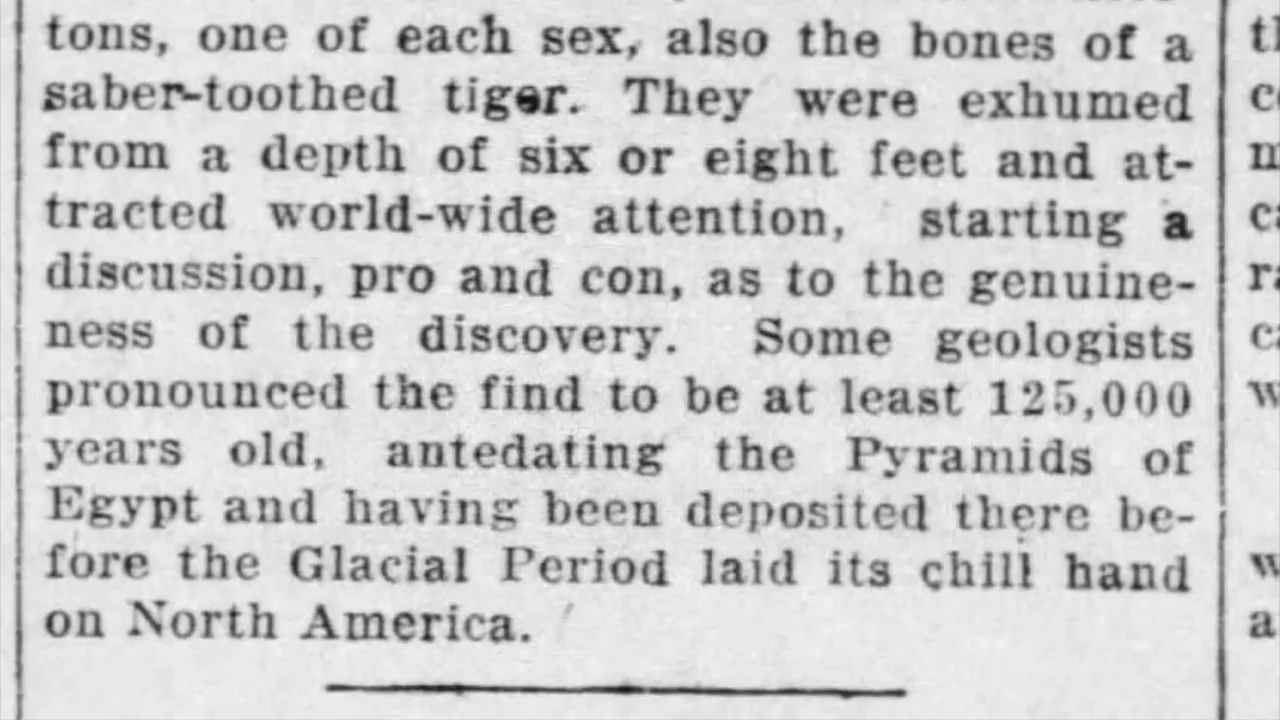 tons, one of each sex, also the bones of a
saber-toothed tiger. They were exhumed
from a depth of six or eight feet and at-
tracted world-wide attention, starting a
discussion, pro and con, as to the genuine-
ness of the discovery. Some geologists
pronounced the find to be at least 125,000
years old, antedating the Pyramids of
Egypt and having been deposited there be-
fore the Glacial Period laid its chill hand
on North America.